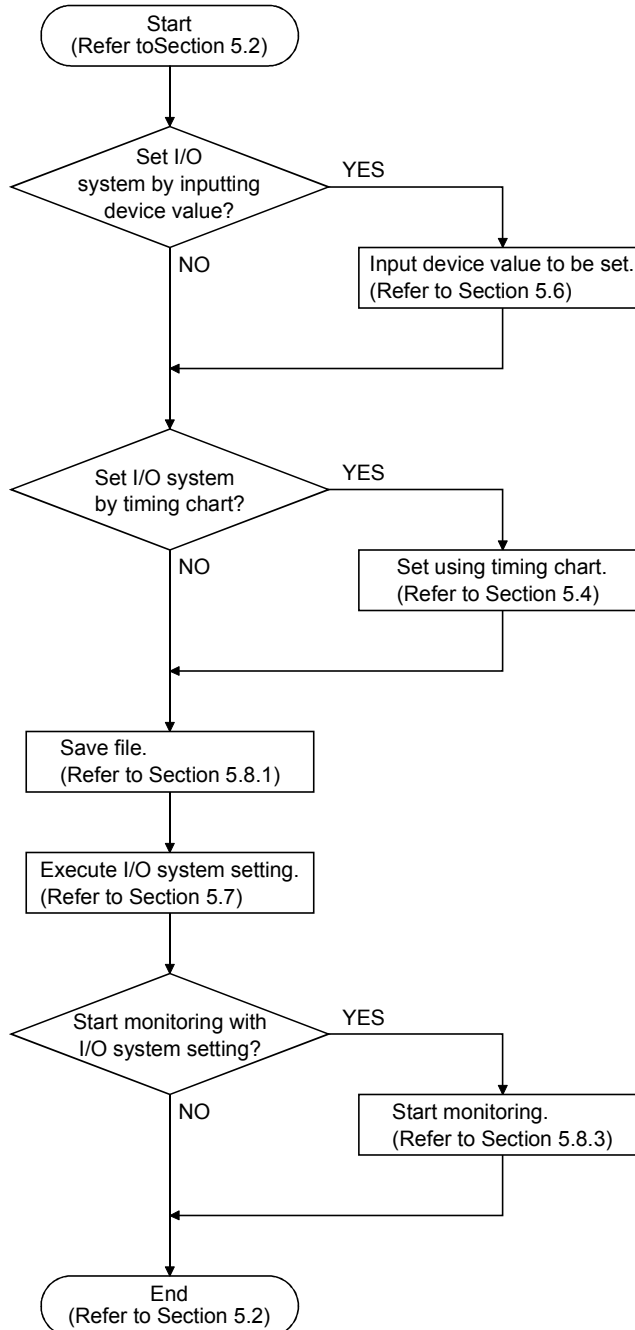 Start
(Refer toSection 5.2)
Set I/O
system by inputting
device value?
YES
NO
Input device value to be set.
(Refer to Section 5.6)
Set I/O system
by timing chart?
YES
NO
Set using timing chart.
(Refer to Section 5.4)
Save file.
(Refer to Section 5.8.1)
Execute I/O system setting.
(Refer to Section 5.7)
Start monitoring with
I/O system setting?
YES
NO
Start monitoring.
(Refer to Section 5.8.3)
End
(Refer to Section 5.2)